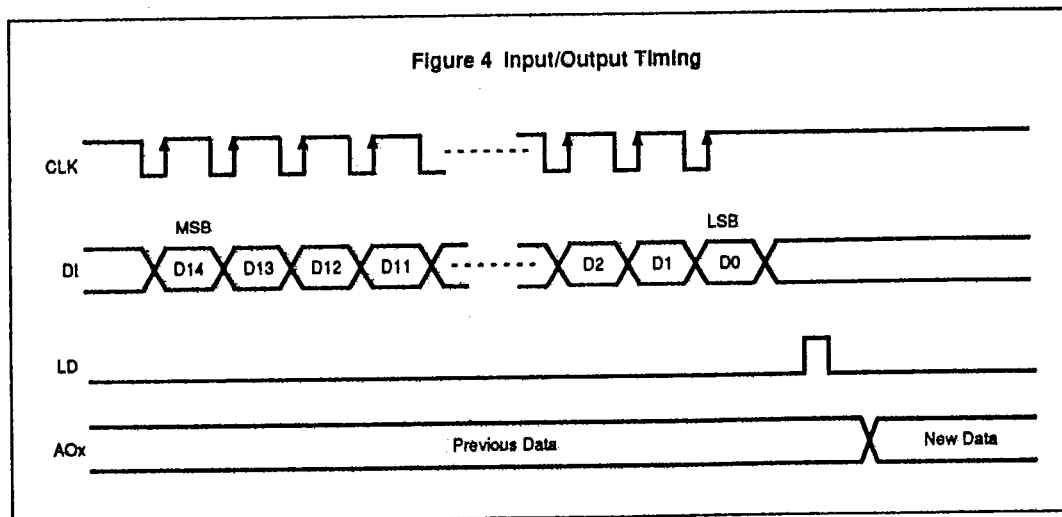 Figure 4 Input/Output Timing
CLK
MSB
LSB
DI
D14
D13
D12
D11
D2
D1
D0
LD
AOx
Previous Data
New Data